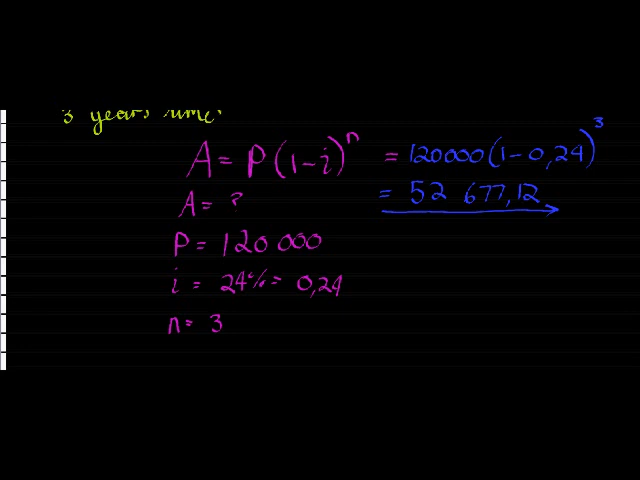 3 years time.
A = P(1-i)^n = 120000(1-0,24)^3
= 52 677,12
A = ?
P = 120 000
i = 24% = 0,24
n = 3